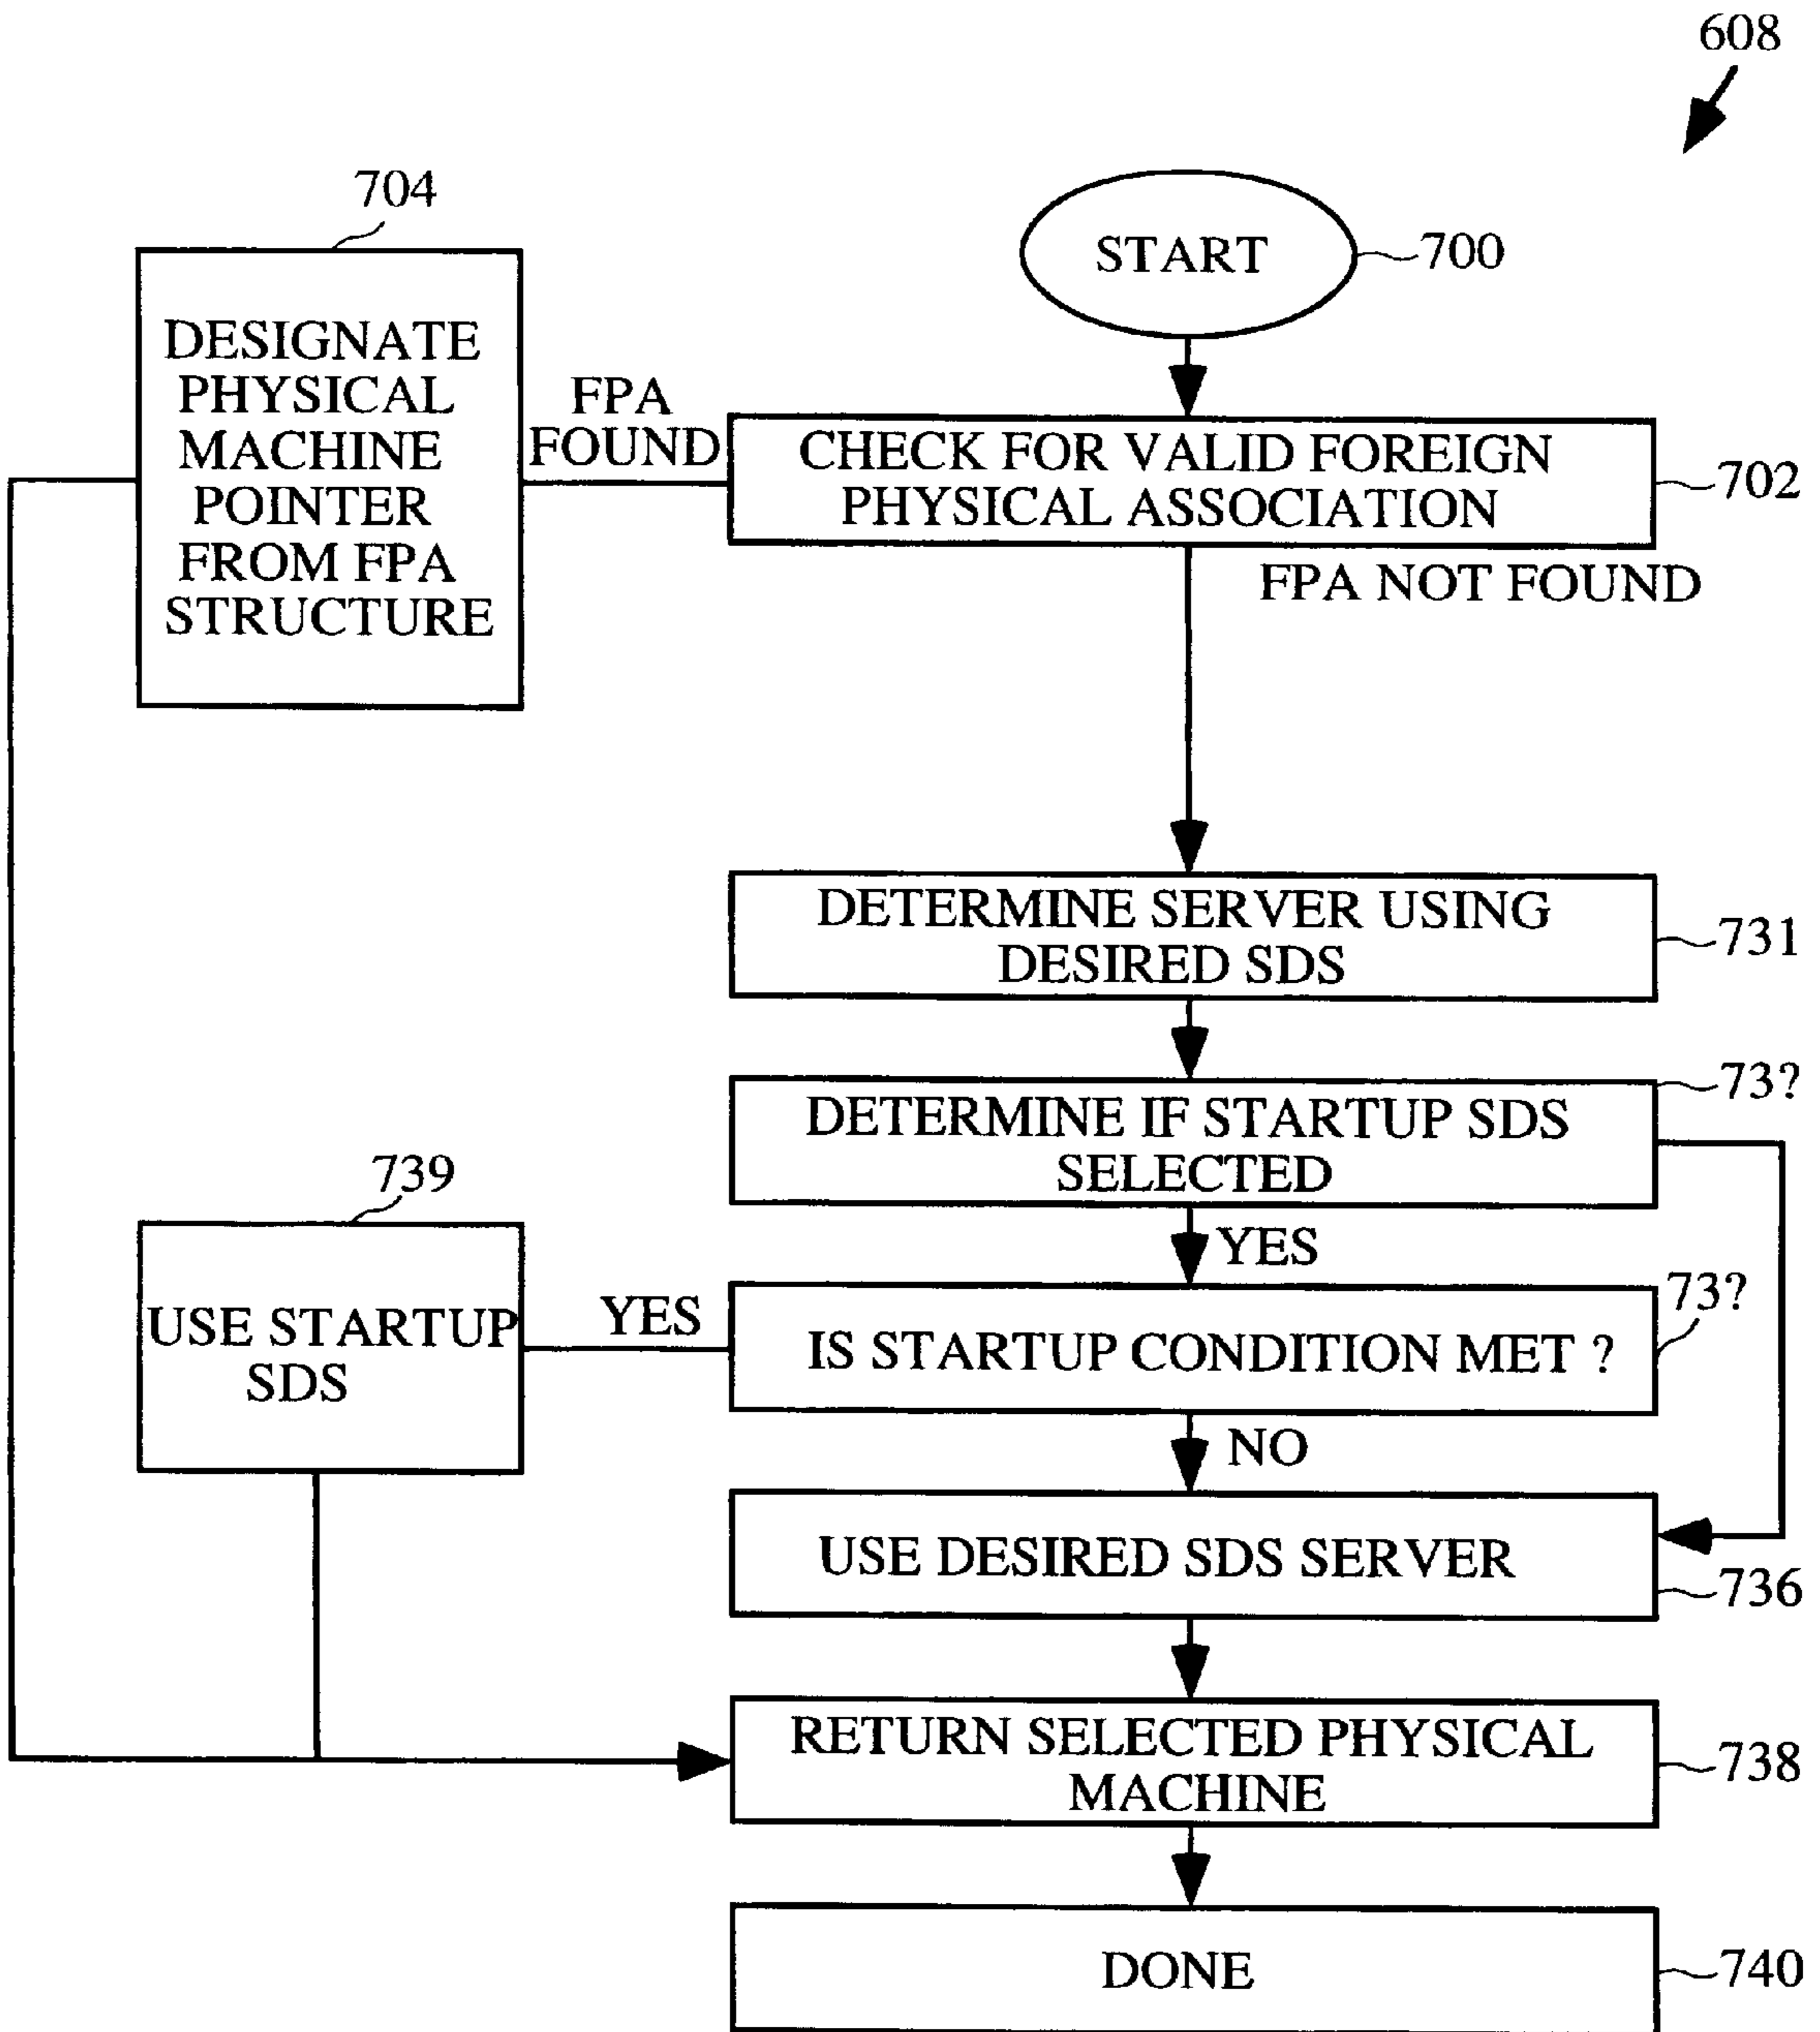 608
704
START
700
DESIGNATE
PHYSICAL
MACHINE
POINTER
FROM FPA
STRUCTURE
FPA
FOUND
CHECK FOR VALID FOREIGN
PHYSICAL ASSOCIATION
702
FPA NOT FOUND
DETERMINE SERVER USING
DESIRED SDS
731
73?
DETERMINE IF STARTUP SDS
SELECTED
739
YES
73?
USE STARTUP
SDS
YES
IS STARTUP CONDITION MET ?
NO
USE DESIRED SDS SERVER
736
RETURN SELECTED PHYSICAL
MACHINE
738
DONE
740